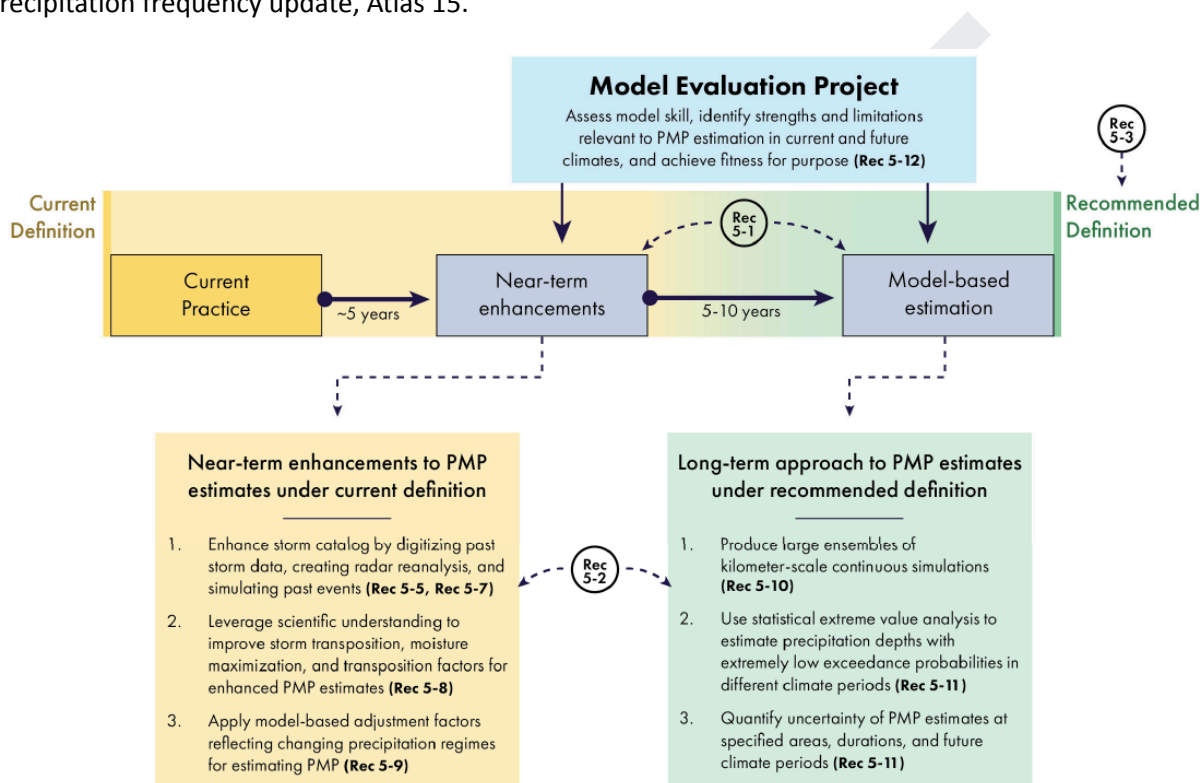 recipitation frequency update, Atlas 15.
Model Evaluation Project
Assess model skill, identify strengths and limitations
relevant to PMP estimation in current and future
climates, and achieve fitness for purpose (Rec 5-12)
Rec
5-3
Current
Definition
Rec
5-1
Recommended
Definition
Current
Practice
~5 years
Near-term
enhancements
5-10 years
Model-based
estimation
Near-term enhancements to PMP
estimates under current definition
1. Enhance storm catalog by digitizing past
storm data, creating radar reanalysis, and
simulating past events (Rec 5-5, Rec 5-7)
2. Leverage scientific understanding to
improve storm transposition, moisture
maximization, and transposition factors for
enhanced PMP estimates (Rec 5-8)
3. Apply model-based adjustment factors
reflecting changing precipitation regimes
for estimating PMP (Rec 5-9)
Rec
5-2
Long-term approach to PMP estimates
under recommended definition
1. Produce large ensembles of
kilometer-scale continuous simulations
(Rec 5-10)
2. Use statistical extreme value analysis to
estimate precipitation depths with
extremely low exceedance probabilities in
different climate periods (Rec 5-11)
3. Quantify uncertainty of PMP estimates at
specified areas, durations, and future
climate periods (Rec 5-11)